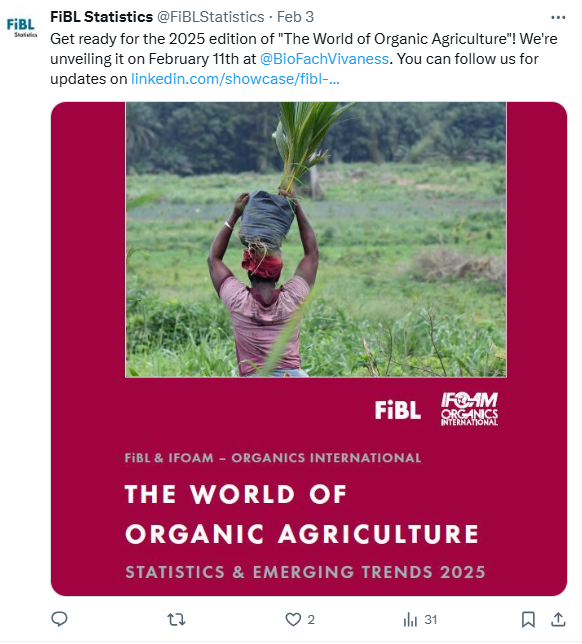 FiBL Statistics @FiBLStatistics · Feb 3
Get ready for the 2025 edition of "The World of Organic Agriculture"! We're
unveiling it on February 11th at @BioFachVivaness. You can follow us for
updates on linkedin.com/showcase/fibl-...
FiBL
Statistics
FiBL
IFOAM
ORGANICS
INTERNATIONAL
FiBL & IFOAM – ORGANICS INTERNATIONAL
THE WORLD OF
ORGANIC AGRICULTURE
STATISTICS & EMERGING TRENDS 2025
2
31